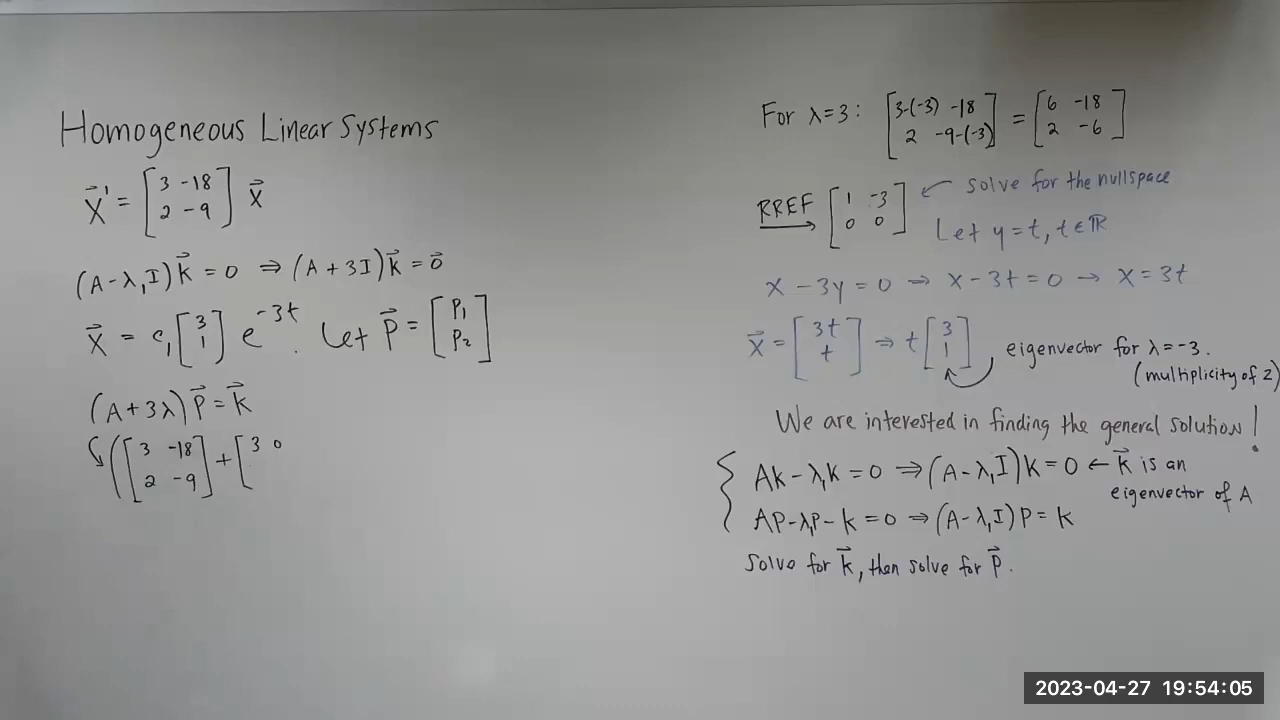 Homogeneous Linear Systems
X⃗' = [3 -18; 2 -9] X⃗
(A-λ₁I)K⃗ = 0 ⇒ (A + 3I)K⃗ = 0⃗
X⃗ = c₁ [3; 1] e^{-3t}. Let P⃗ = [P₁; P₂]
(A+3λ)P⃗ = K⃗
([3 -18; 2 -9] + [3 0
For λ=3: [3-(-3) -18; 2 -9-(-3)] = [6 -18; 2 -6]
RREF → [1 -3; 0 0] ← solve for the nullspace
Let y = t, t ∈ ℝ
x - 3y = 0 → x - 3t = 0 → x = 3t
X⃗ = [3t; t] ⇒ t [3; 1] eigenvector for λ=-3.
(multiplicity of 2)
We are interested in finding the general solution!
{ AK - λ₁K = 0 ⇒ (A-λ₁I)K = 0 ← K⃗ is an
eigenvector of A
AP-λ₁P-K = 0 ⇒ (A-λ₁I)P = K
Solve for K⃗, then solve for P⃗.
2023-04-27 19:54:05